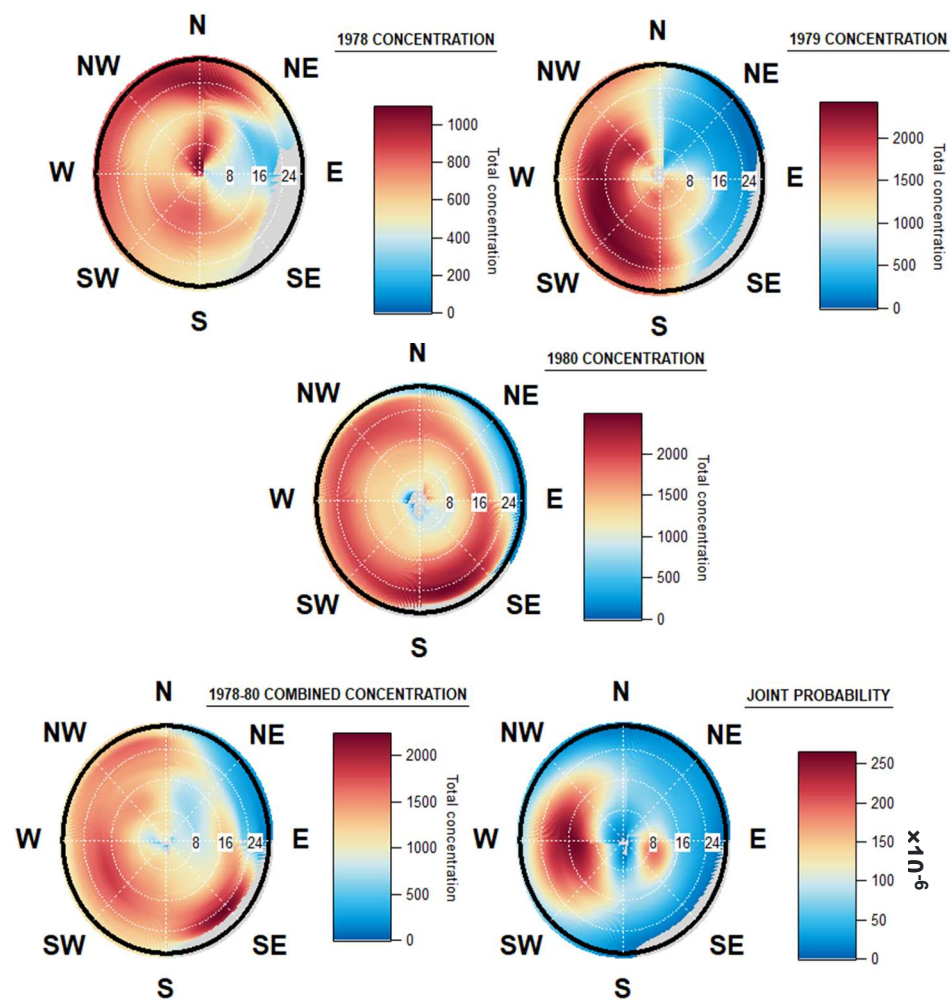 1978 CONCENTRATION
N
NW
NE
W
E
SW
SE
S
8
16
24
1000
800
600
400
200
0
Total concentration
1979 CONCENTRATION
N
NW
NE
W
E
SW
SE
S
8
16
24
2000
1500
1000
500
0
Total concentration
1980 CONCENTRATION
N
NW
NE
W
E
SW
SE
S
8
16
24
2000
1500
1000
500
0
Total concentration
1978-80 COMBINED CONCENTRATION
N
NW
NE
W
E
SW
SE
S
8
16
24
2000
1500
1000
500
0
Total concentration
JOINT PROBABILITY
N
NW
NE
W
E
SW
SE
S
8
16
24
250
200
150
100
50
0
×10-6